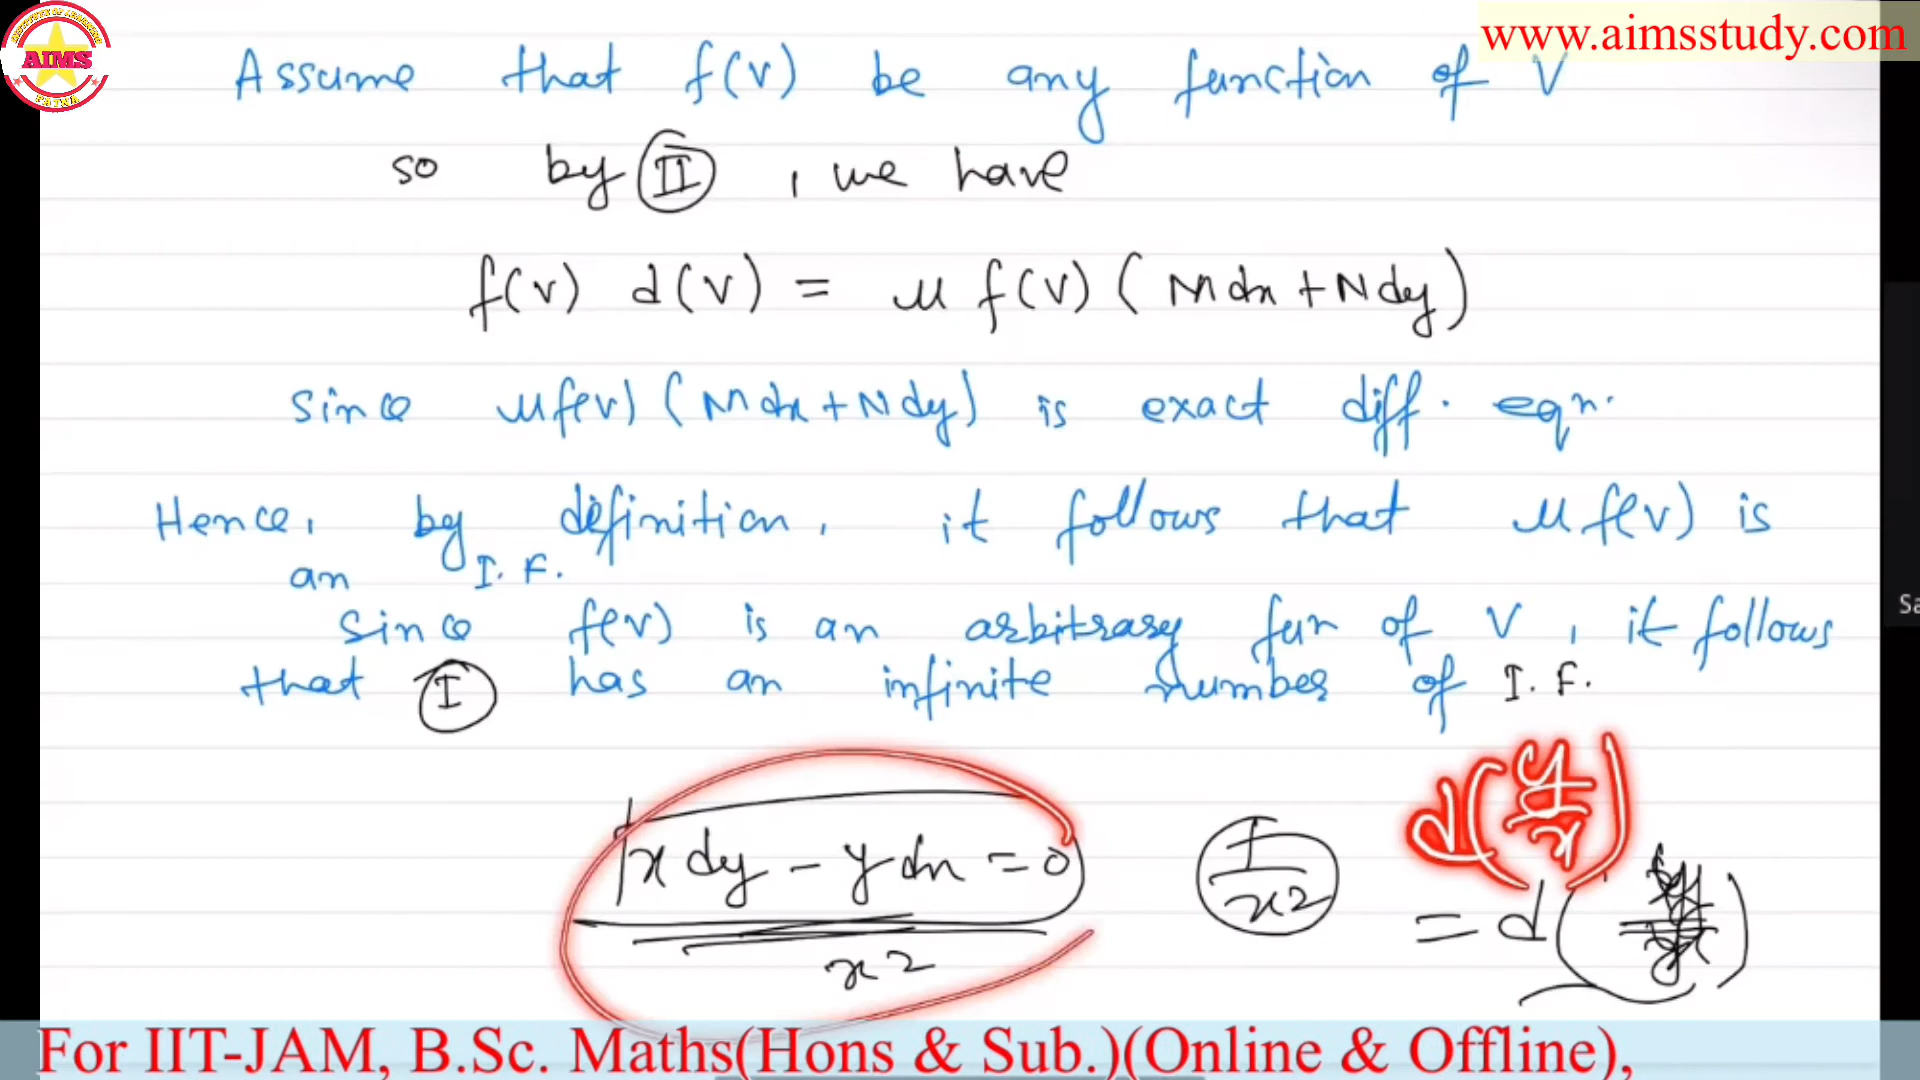 www.aimsstudy.com
AIMS
PATNA
Assume that f(v) be any function of V
so by II , we have
f(v) d(v) = μ f(v) ( M dx + N dy )
since μ f(v) ( M dx + N dy ) is exact diff. eqn.
Hence, by definition, it follows that μ f(v) is
an I. F.
since f(v) is an arbitrary fun of V , it follows
that I has an infinite number of I. F.
x dy - y dx = 0
x2
1
x2
d(y/x)
= d
Sa
For IIT-JAM, B.Sc. Maths(Hons & Sub.)(Online & Offline),